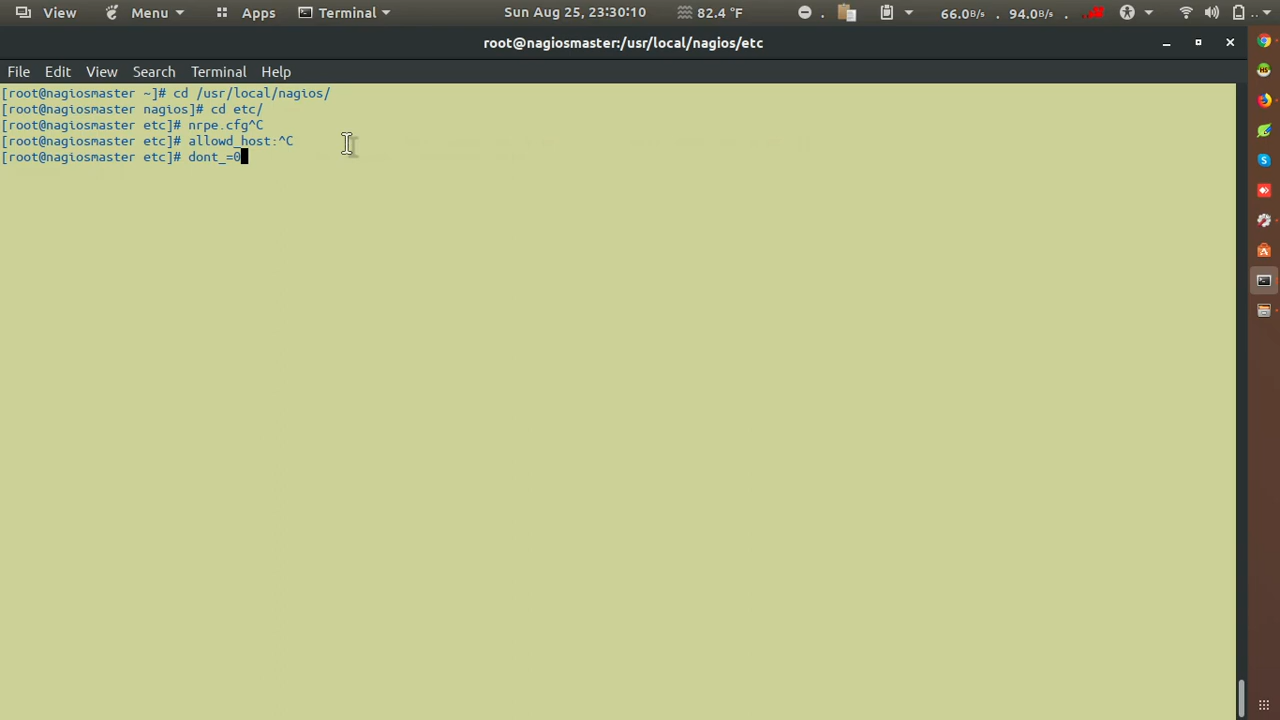 View Menu Apps Terminal Sun Aug 25, 23:30:10 82.4 °F . 66.0B/s . 94.0B/s .
root@nagiosmaster:/usr/local/nagios/etc
File Edit View Search Terminal Help
[root@nagiosmaster ~]# cd /usr/local/nagios/
[root@nagiosmaster nagios]# cd etc/
[root@nagiosmaster etc]# nrpe.cfg^C
[root@nagiosmaster etc]# allowd_host:^C
[root@nagiosmaster etc]# dont_=0